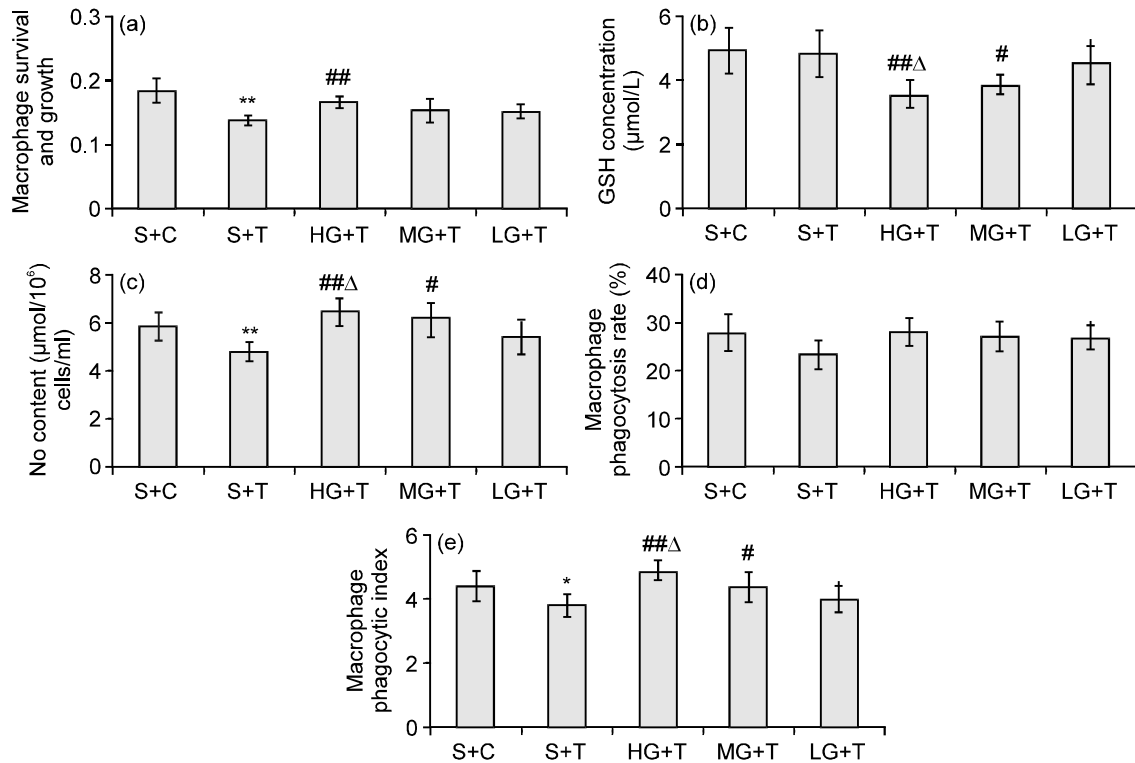 (a)
Macrophage survival
and growth
0.3
0.2
0.1
0
**
##
S+C S+T HG+T MG+T LG+T
(b)
GSH concentration
(μmol/L)
6
4
2
0
##Δ
#
S+C S+T HG+T MG+T LG+T
(c)
No content (μmol/10⁶
cells/ml)
8
6
4
2
0
**
##Δ
#
S+C S+T HG+T MG+T LG+T
(d)
Macrophage
phagocytosis rate (%)
40
30
20
10
0
S+C S+T HG+T MG+T LG+T
(e)
Macrophage
phagocytic index
6
4
2
0
*
##Δ
#
S+C S+T HG+T MG+T LG+T